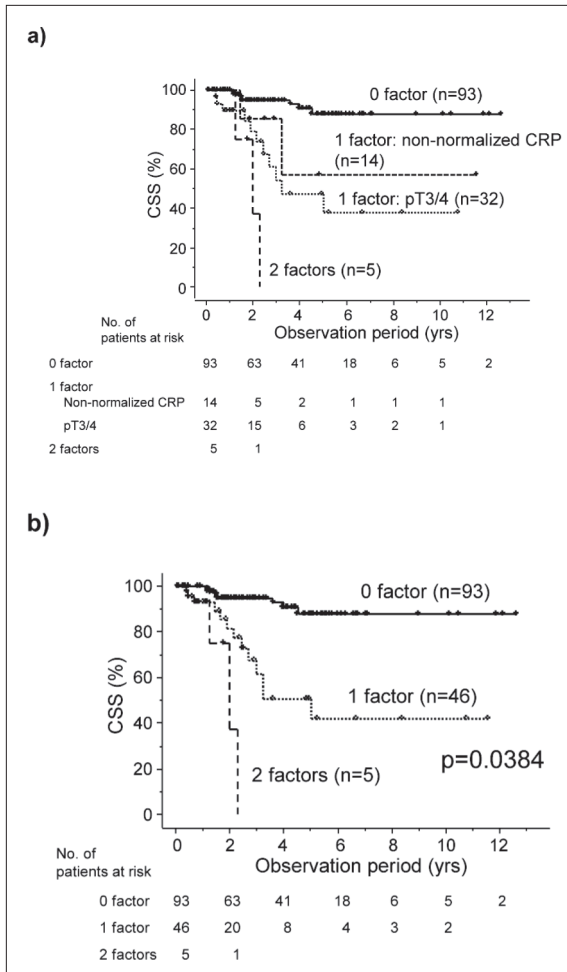 a)
100
80
60
40
20
0
CSS (%)
0 factor (n=93)
1 factor: non-normalized CRP
(n=14)
1 factor: pT3/4 (n=32)
2 factors (n=5)
0 2 4 6 8 10 12
Observation period (yrs)
No. of
patients at risk
0 factor 93 63 41 18 6 5 2
1 factor
Non-normalized CRP 14 5 2 1 1 1
pT3/4 32 15 6 3 2 1
2 factors 5 1
b)
100
80
60
40
20
0
CSS (%)
0 factor (n=93)
1 factor (n=46)
2 factors (n=5)
p=0.0384
0 2 4 6 8 10 12
Observation period (yrs)
No. of
patients at risk
0 factor 93 63 41 18 6 5 2
1 factor 46 20 8 4 3 2
2 factors 5 1